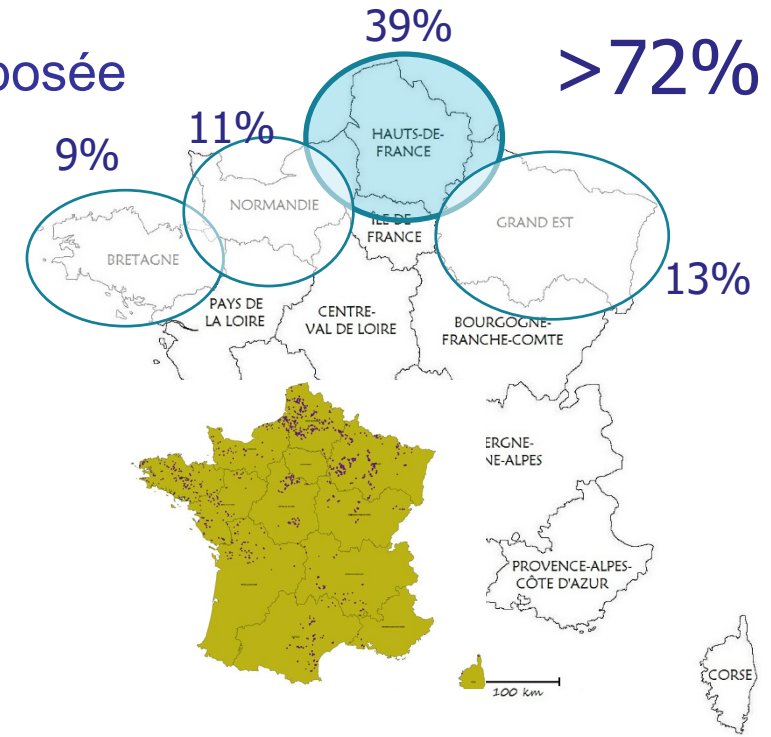 39%
posée
>72%
11%
9%
HAUTS-DE-
FRANCE
NORMANDIE
ÎLE-DE-
FRANCE
GRAND EST
BRETAGNE
13%
PAYS DE
LA LOIRE
CENTRE-
VAL DE LOIRE
BOURGOGNE-
FRANCHE-COMTE
ERGNE-
NE-ALPES
PROVENCE-ALPES-
CÔTE D'AZUR
CORSE
100 km